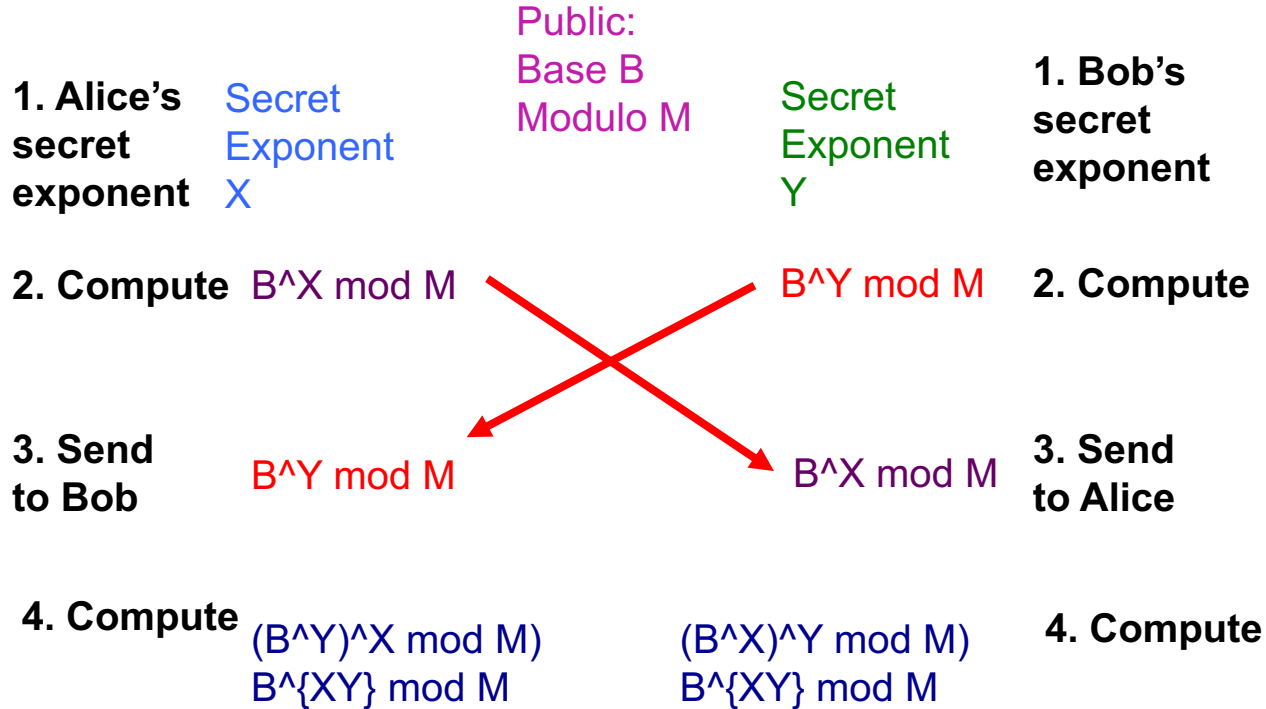 Public:
Base B
Modulo M
1. Alice’s
secret
exponent
Secret
Exponent
X
Secret
Exponent
Y
1. Bob’s
secret
exponent
2. Compute
B^X mod M
B^Y mod M
2. Compute
3. Send
to Bob
B^Y mod M
B^X mod M
3. Send
to Alice
4. Compute
(B^Y)^X mod M)
B^{XY} mod M
(B^X)^Y mod M)
B^{XY} mod M
4. Compute